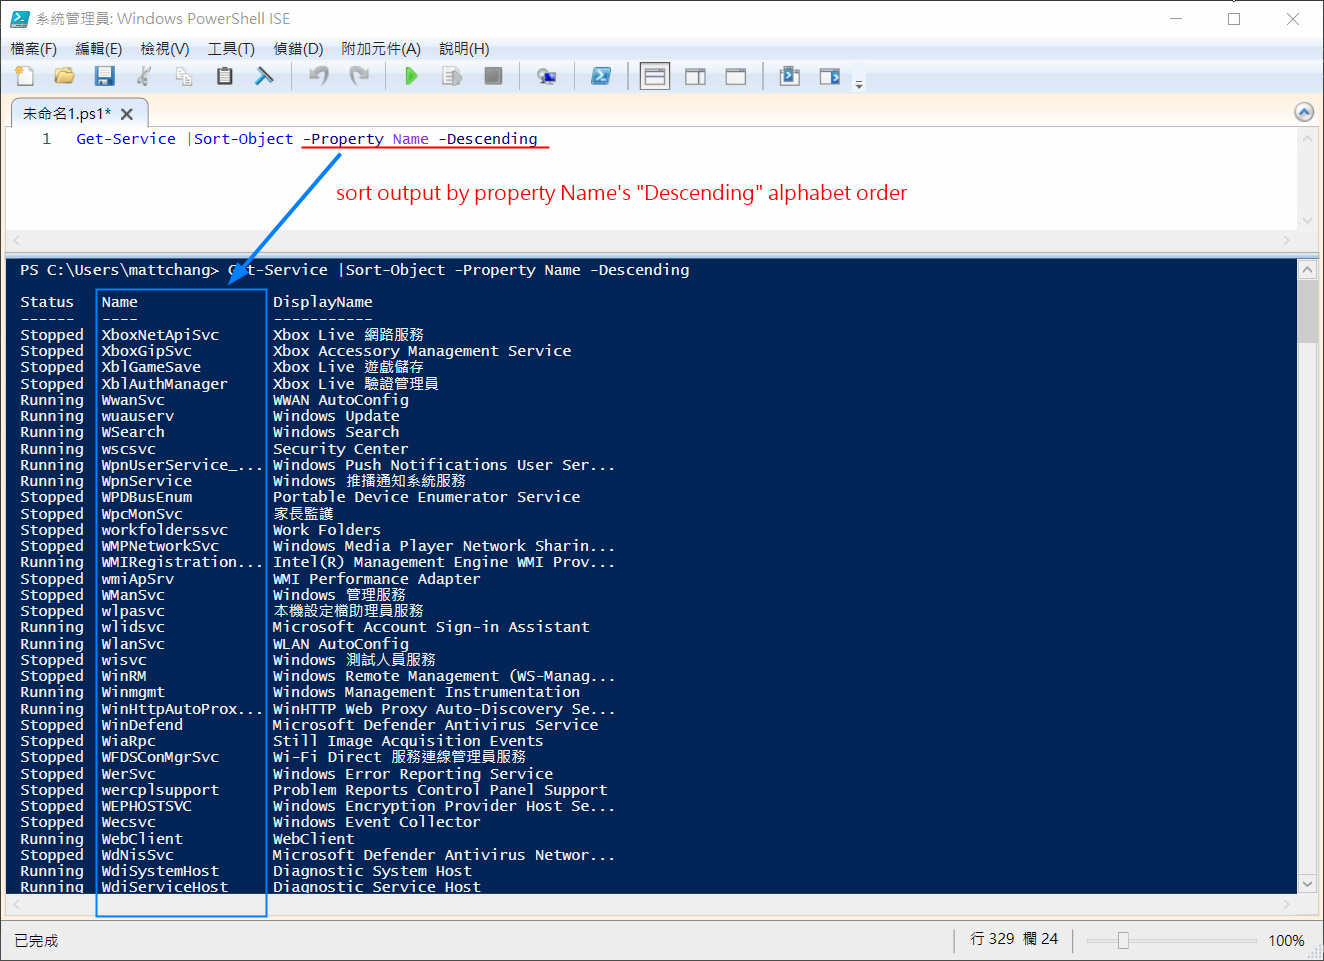 系統管理員: Windows PowerShell ISE
檔案(F) 編輯(E) 檢視(V) 工具(T) 偵錯(D) 附加元件(A) 說明(H)
未命名1.ps1*
1 Get-Service |Sort-Object -Property Name -Descending
sort output by property Name's "Descending" alphabet order
PS C:\Users\mattchang> Get-Service |Sort-Object -Property Name -Descending
Status Name DisplayName
------ ---- -----------
Stopped XboxNetApiSvc Xbox Live 網路服務
Stopped XboxGipSvc Xbox Accessory Management Service
Stopped XblGameSave Xbox Live 遊戲儲存
Stopped XblAuthManager Xbox Live 驗證管理員
Running WwanSvc WWAN AutoConfig
Running wuauserv Windows Update
Running WSearch Windows Search
Running wscsvc Security Center
Running WpnUserService_... Windows Push Notifications User Ser...
Running WpnService Windows 推播通知系統服務
Stopped WPDBusEnum Portable Device Enumerator Service
Stopped WpcMonSvc 家長監護
Stopped workfolderssvc Work Folders
Stopped WMPNetworkSvc Windows Media Player Network Sharin...
Running WMIRegistration... Intel(R) Management Engine WMI Prov...
Stopped wmiApSrv WMI Performance Adapter
Stopped WManSvc Windows 管理服務
Stopped wlpasvc 本機設定檔助理員服務
Running wlidsvc Microsoft Account Sign-in Assistant
Running WlanSvc WLAN AutoConfig
Stopped wisvc Windows 測試人員服務
Stopped WinRM Windows Remote Management (WS-Manag...
Running Winmgmt Windows Management Instrumentation
Running WinHttpAutoProx... WinHTTP Web Proxy Auto-Discovery Se...
Stopped WinDefend Microsoft Defender Antivirus Service
Stopped WiaRpc Still Image Acquisition Events
Stopped WFDSConMgrSvc Wi-Fi Direct 服務連線管理員服務
Stopped WerSvc Windows Error Reporting Service
Stopped wercplsupport Problem Reports Control Panel Support
Stopped WEPHOSTSVC Windows Encryption Provider Host Se...
Stopped Wecsvc Windows Event Collector
Running WebClient WebClient
Stopped WdNisSvc Microsoft Defender Antivirus Networ...
Running WdiSystemHost Diagnostic System Host
Running WdiServiceHost Diagnostic Service Host
已完成 行 329 欄 24 100%